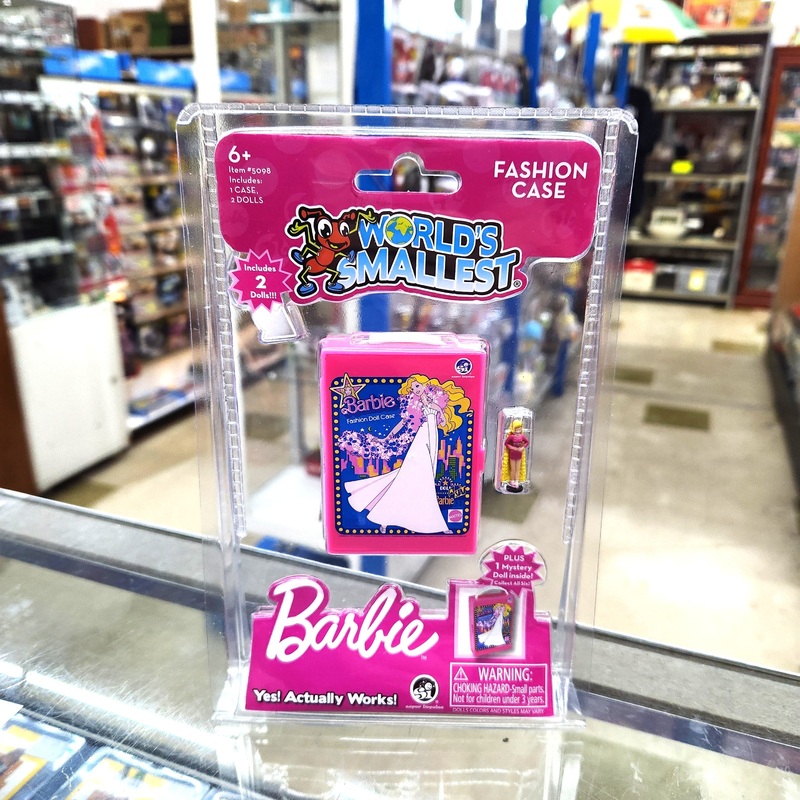 6+
Item #5098
Includes:
1 CASE,
2 DOLLS
FASHION
CASE
WORLD'S
SMALLEST®
Includes
2
Dolls!!!
Barbie
Fashion Doll Case
Barbie
PLUS
1 Mystery
Doll inside!
Collect All Six!
Barbie™
Yes! Actually Works!
super impulse
WARNING:
CHOKING HAZARD-Small parts.
Not for children under 3 years.
DOLLS COLORS AND STYLES MAY VARY